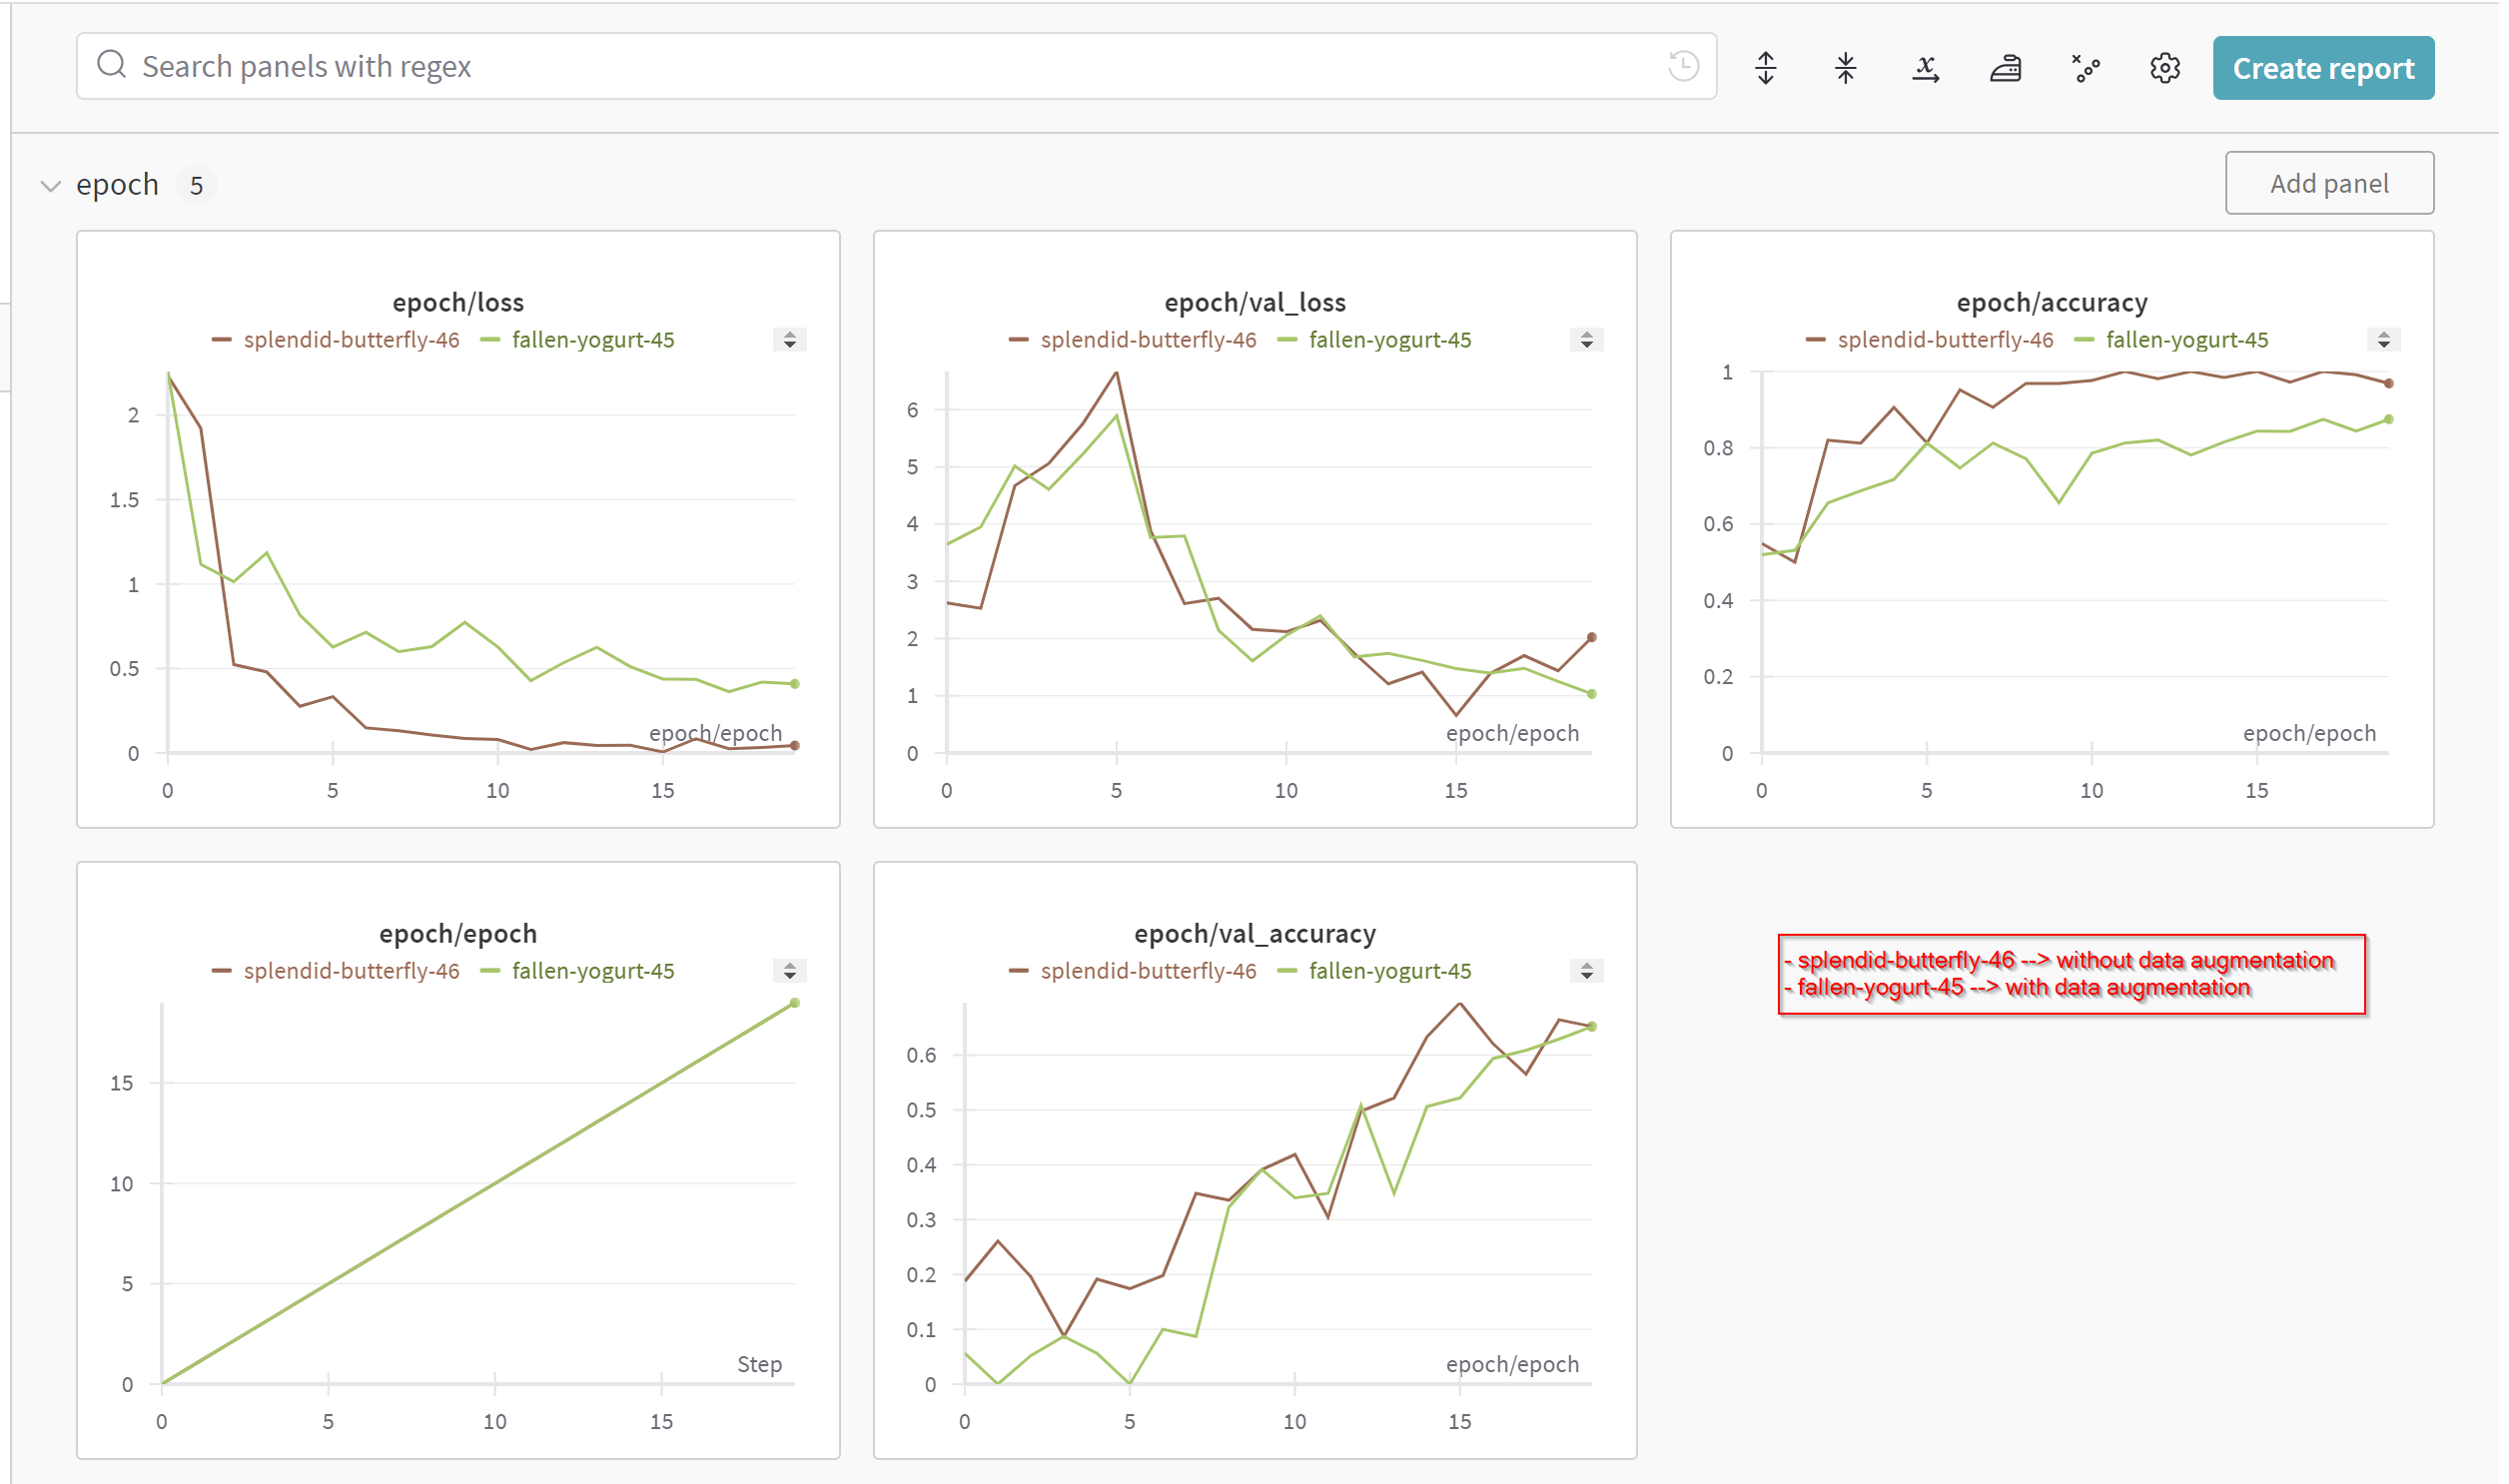 Search panels with regex
Create report
epoch 5
Add panel
epoch/loss
splendid-butterfly-46 fallen-yogurt-45
2
1.5
1
0.5
0
epoch/epoch
0 5 10 15
epoch/val_loss
splendid-butterfly-46 fallen-yogurt-45
6
5
4
3
2
1
0
epoch/epoch
0 5 10 15
epoch/accuracy
splendid-butterfly-46 fallen-yogurt-45
1
0.8
0.6
0.4
0.2
0
epoch/epoch
0 5 10 15
epoch/epoch
splendid-butterfly-46 fallen-yogurt-45
15
10
5
0
Step
0 5 10 15
epoch/val_accuracy
splendid-butterfly-46 fallen-yogurt-45
0.6
0.5
0.4
0.3
0.2
0.1
0
epoch/epoch
0 5 10 15
- splendid-butterfly-46 --> without data augmentation
- fallen-yogurt-45 --> with data augmentation